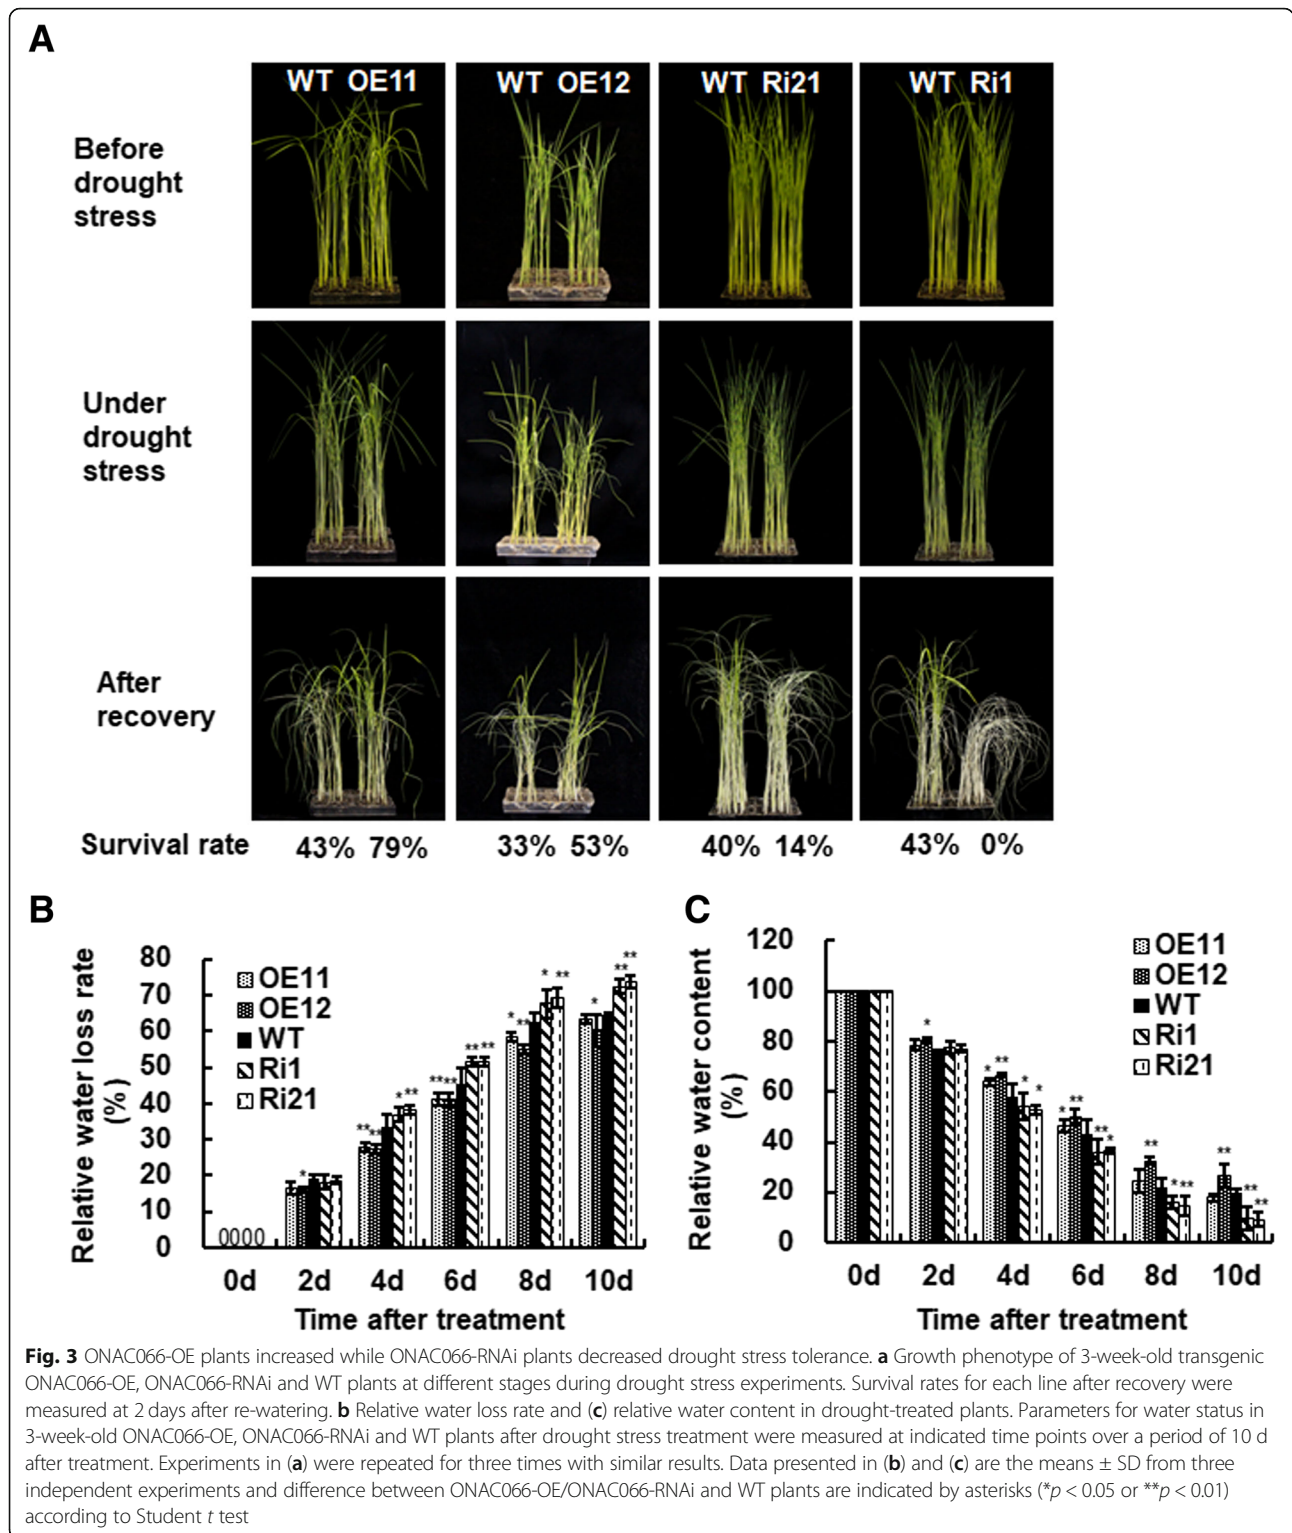 A
WT OE11 WT OE12 WT Ri21 WT Ri1
Before
drought
stress
Under
drought
stress
After
recovery
Survival rate 43% 79% 33% 53% 40% 14% 43% 0%
B
Relative water loss rate
(%)
80
70
60
50
40
30
20
10
0
OE11
OE12
WT
Ri1
Ri21
0000
* ** ** * ** ** ** ** ** * ** * ** * ** **
0d 2d 4d 6d 8d 10d
Time after treatment
C
Relative water content
(%)
120
100
80
60
40
20
0
OE11
OE12
WT
Ri1
Ri21
* * ** * * * ** ** * ** * ** ** ** **
0d 2d 4d 6d 8d 10d
Time after treatment
Fig. 3 ONAC066-OE plants increased while ONAC066-RNAi plants decreased drought stress tolerance. a Growth phenotype of 3-week-old transgenic
ONAC066-OE, ONAC066-RNAi and WT plants at different stages during drought stress experiments. Survival rates for each line after recovery were
measured at 2 days after re-watering. b Relative water loss rate and (c) relative water content in drought-treated plants. Parameters for water status in
3-week-old ONAC066-OE, ONAC066-RNAi and WT plants after drought stress treatment were measured at indicated time points over a period of 10 d
after treatment. Experiments in (a) were repeated for three times with similar results. Data presented in (b) and (c) are the means ± SD from three
independent experiments and difference between ONAC066-OE/ONAC066-RNAi and WT plants are indicated by asterisks (*p < 0.05 or **p < 0.01)
according to Student t test